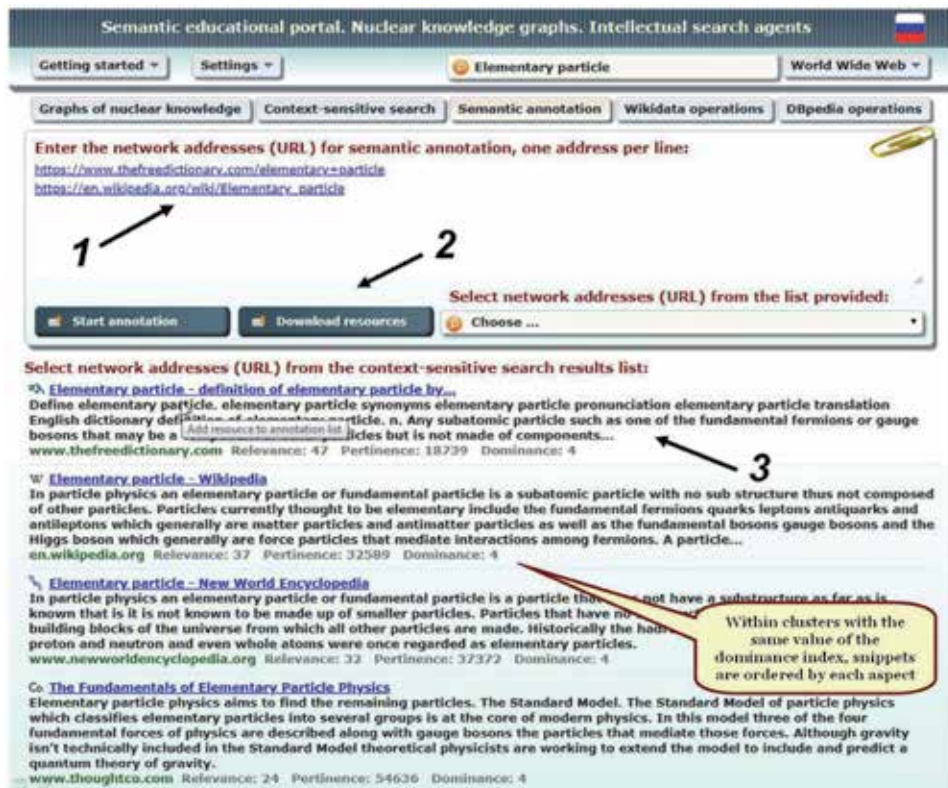 Semantic educational portal. Nuclear knowledge graphs. Intellectual search agents
Getting started
Settings
Elementary particle
World Wide Web
Graphs of nuclear knowledge
Context-sensitive search
Semantic annotation
Wikidata operations
DBpedia operations
Enter the network addresses (URL) for semantic annotation, one address per line:
https://www.thefreedictionary.com/elementary+particle
https://en.wikipedia.org/wiki/Elementary_particle
1
2
Select network addresses (URL) from the list provided:
Start annotation
Download resources
Choose ...
Select network addresses (URL) from the context-sensitive search results list:
Elementary particle - definition of elementary particle by...
Define elementary particle. elementary particle synonyms elementary particle pronunciation elementary particle translation
English dictionary definition of elementary particle. n. Any subatomic particle such as one of the fundamental fermions or gauge
Add resource to annotation list
bosons that may be a particles but is not made of components...
www.thefreedictionary.com Relevance: 47 Pertinence: 18739 Dominance: 4
3
W Elementary particle - Wikipedia
In particle physics an elementary particle or fundamental particle is a subatomic particle with no sub structure thus not composed
of other particles. Particles currently thought to be elementary include the fundamental fermions quarks leptons antiquarks and
antileptons which generally are matter particles and antimatter particles as well as the fundamental bosons gauge bosons and the
Higgs boson which generally are force particles that mediate interactions among fermions. A particle...
en.wikipedia.org Relevance: 37 Pertinence: 32589 Dominance: 4
Elementary particle - New World Encyclopedia
In particle physics an elementary particle or fundamental particle is a particle that not have a substructure as far as is
known that is it is not known to be made up of smaller particles. Particles that have no
building blocks of the universe from which all other particles are made. Historically the
proton and neutron and even whole atoms were once regarded as elementary particles.
www.newworldencyclopedia.org Relevance: 32 Pertinence: 37372 Dominance: 4
Within clusters with the
same value of the
dominance index, snippets
are ordered by each aspect
Co The Fundamentals of Elementary Particle Physics
Elementary particle physics aims to find the remaining particles. The Standard Model. The Standard Model of particle physics
which classifies elementary particles into several groups is at the core of modern physics. In this model three of the four
fundamental forces of physics are described along with gauge bosons the particles that mediate those forces. Although gravity
isn't technically included in the Standard Model theoretical physicists are working to extend the model to include and predict a
quantum theory of gravity.
www.thoughtco.com Relevance: 24 Pertinence: 54636 Dominance: 4